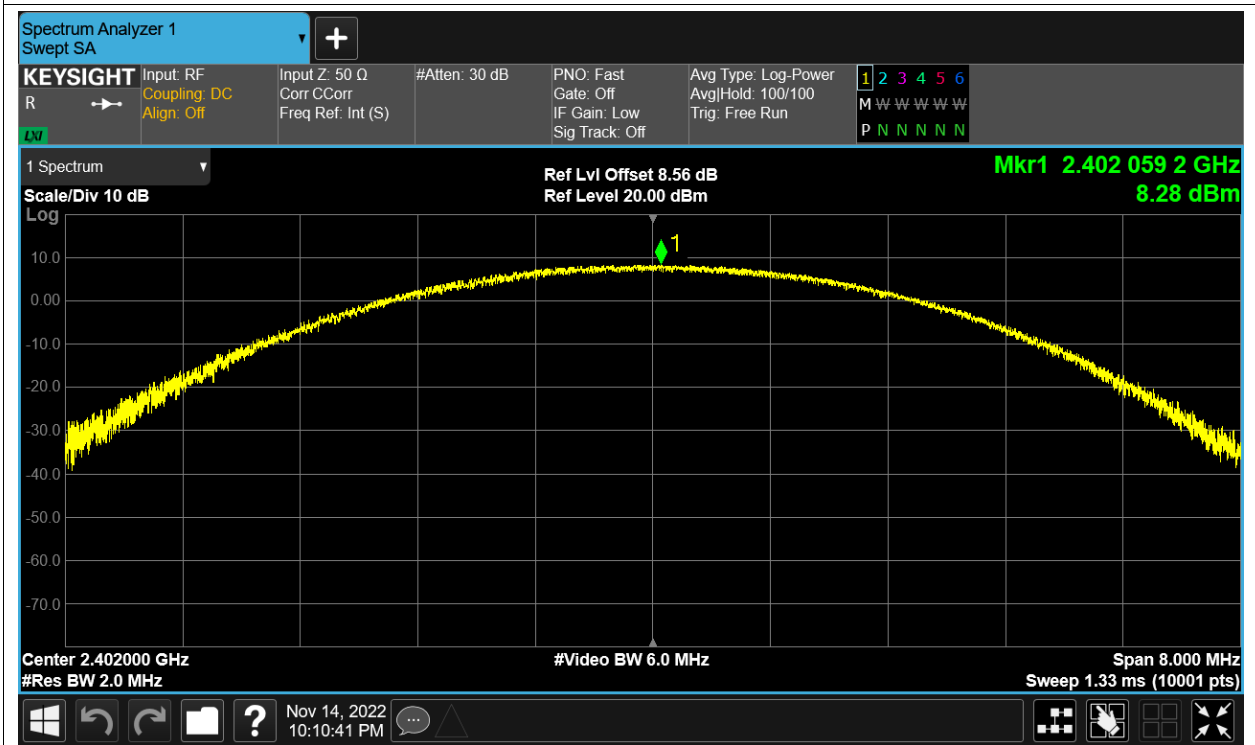 Spectrum Analyzer 1
Swept SA
KEYSIGHT
R
LXI
Input: RF
Coupling: DC
Align: Off
Input Z: 50 Ω
Corr CCorr
Freq Ref: Int (S)
#Atten: 30 dB
PNO: Fast
Gate: Off
IF Gain: Low
Sig Track: Off
Avg Type: Log-Power
Avg|Hold: 100/100
Trig: Free Run
1 2 3 4 5 6
M W W W W W
P N N N N N
1 Spectrum
Scale/Div 10 dB
Log
Ref Lvl Offset 8.56 dB
Ref Level 20.00 dBm
Mkr1 2.402 059 2 GHz
8.28 dBm
1
10.0
0.00
-10.0
-20.0
-30.0
-40.0
-50.0
-60.0
-70.0
Center 2.402000 GHz
#Res BW 2.0 MHz
#Video BW 6.0 MHz
Span 8.000 MHz
Sweep 1.33 ms (10001 pts)
?
Nov 14, 2022
10:10:41 PM